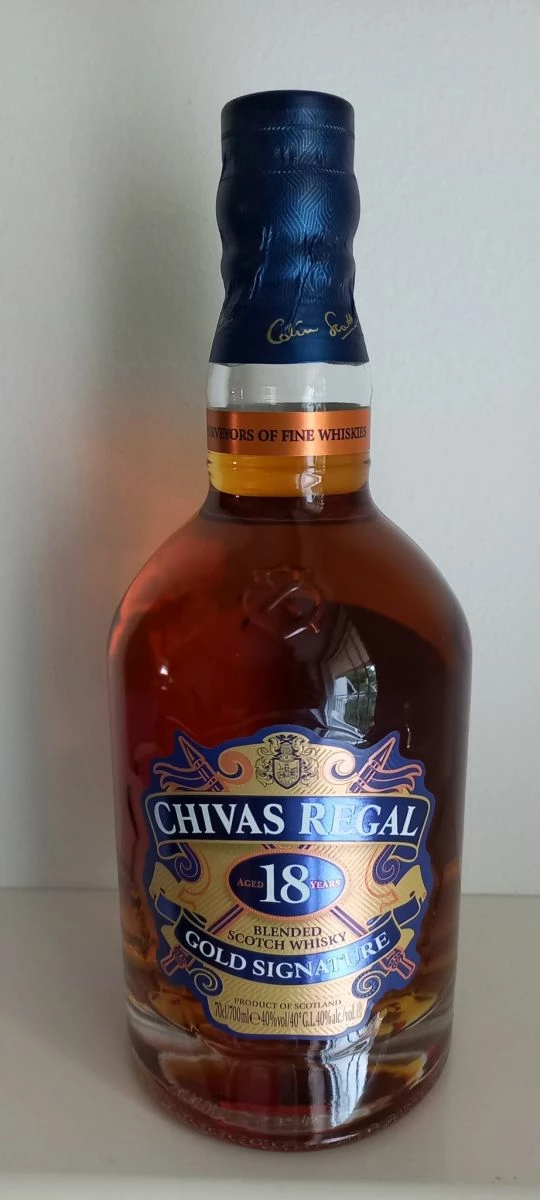 Colin Scott
OF FINE WHISKIES
CHIVAS REGAL
AGED 18 YEARS
BLENDED
SCOTCH WHISKY
GOLD SIGNATURE
PRODUCT OF SCOTLAND
70cl/700ml℮40%vol/40°G.L.40%alc./vol.